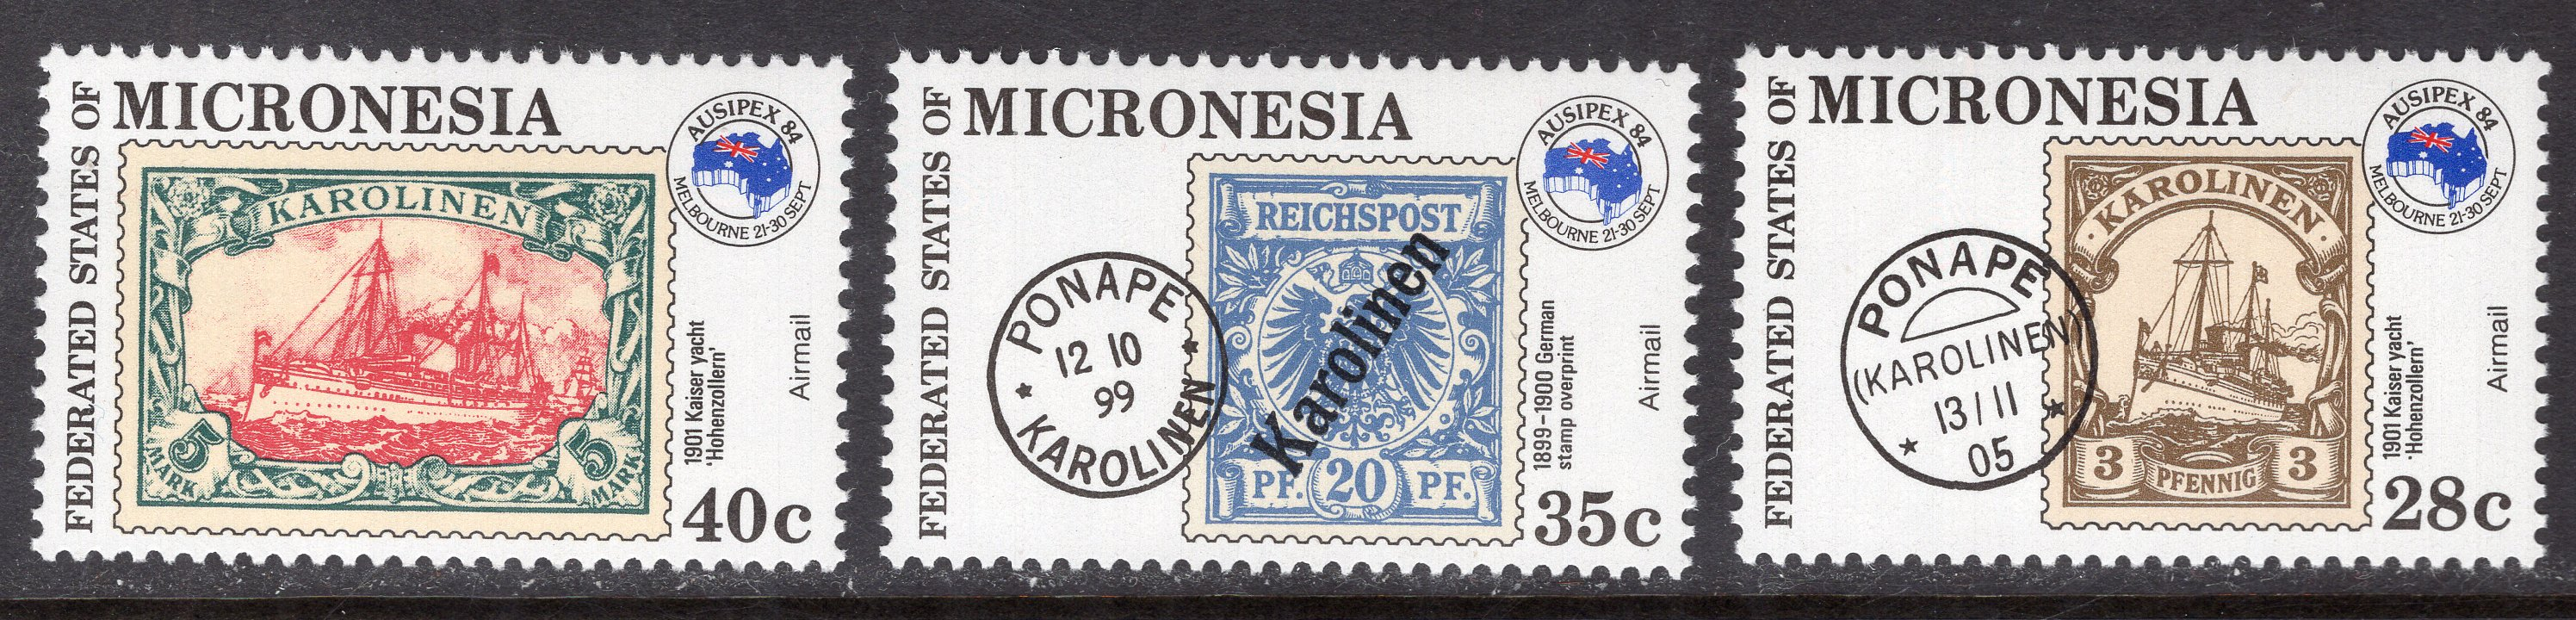 FEDERATED STATES OF
MICRONESIA
AUSIPEX 84
MELBOURNE 21-30 SEPT
KAROLINEN
5
MARK
5
MARK
1901 Kaiser yacht
'Hohenzollern'
Airmail
40c
FEDERATED STATES OF
MICRONESIA
AUSIPEX 84
MELBOURNE 21-30 SEPT
PONAPE
12 10
99
KAROLINEN
REICHSPOST
Karolinen
PF. 20 PF.
1899-1900 German
stamp overprint
Airmail
35c
FEDERATED STATES OF
MICRONESIA
AUSIPEX 84
MELBOURNE 21-30 SEPT
PONAPE
(KAROLINEN)
13/11
05
KAROLINEN
3 PFENNIG 3
1901 Kaiser yacht
'Hohenzollern'
Airmail
28c